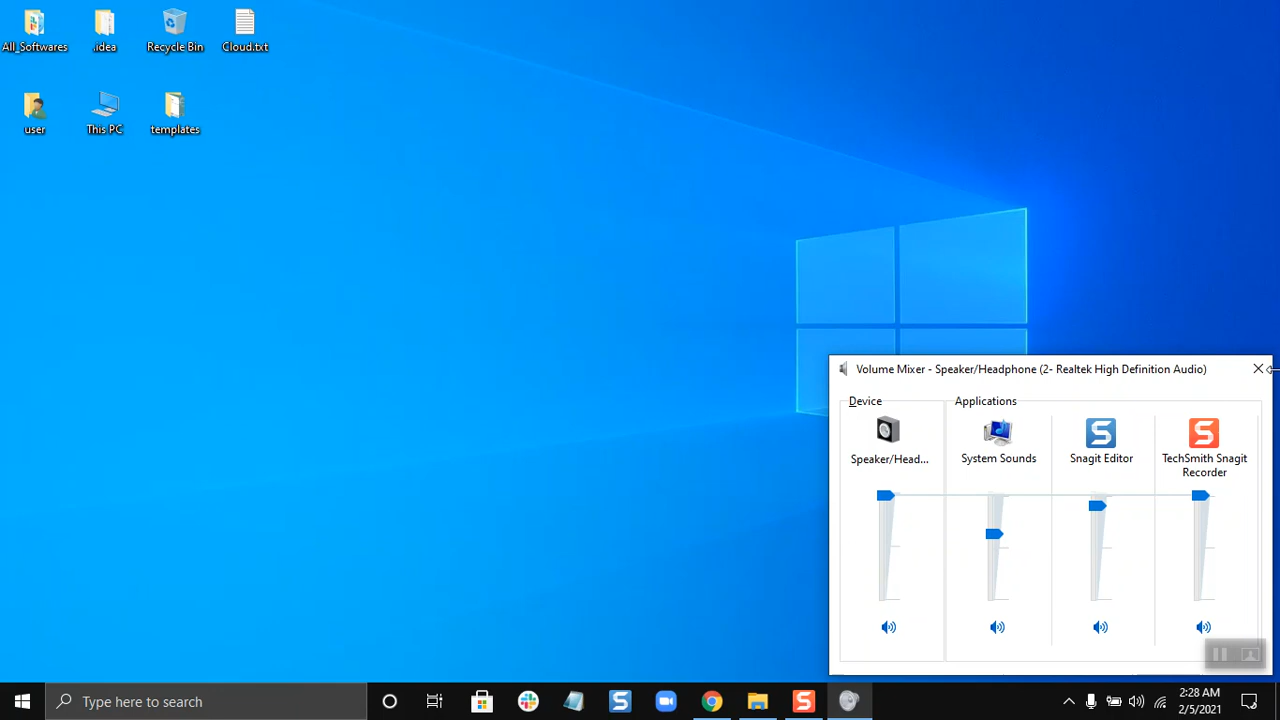 All_Softwares
.idea
Recycle Bin
Cloud.txt
user
This PC
templates
Volume Mixer - Speaker/Headphone (2- Realtek High Definition Audio)
Device
Applications
Speaker/Head...
System Sounds
Snagit Editor
TechSmith Snagit
Recorder
Type here to search
2:28 AM
2/5/2021